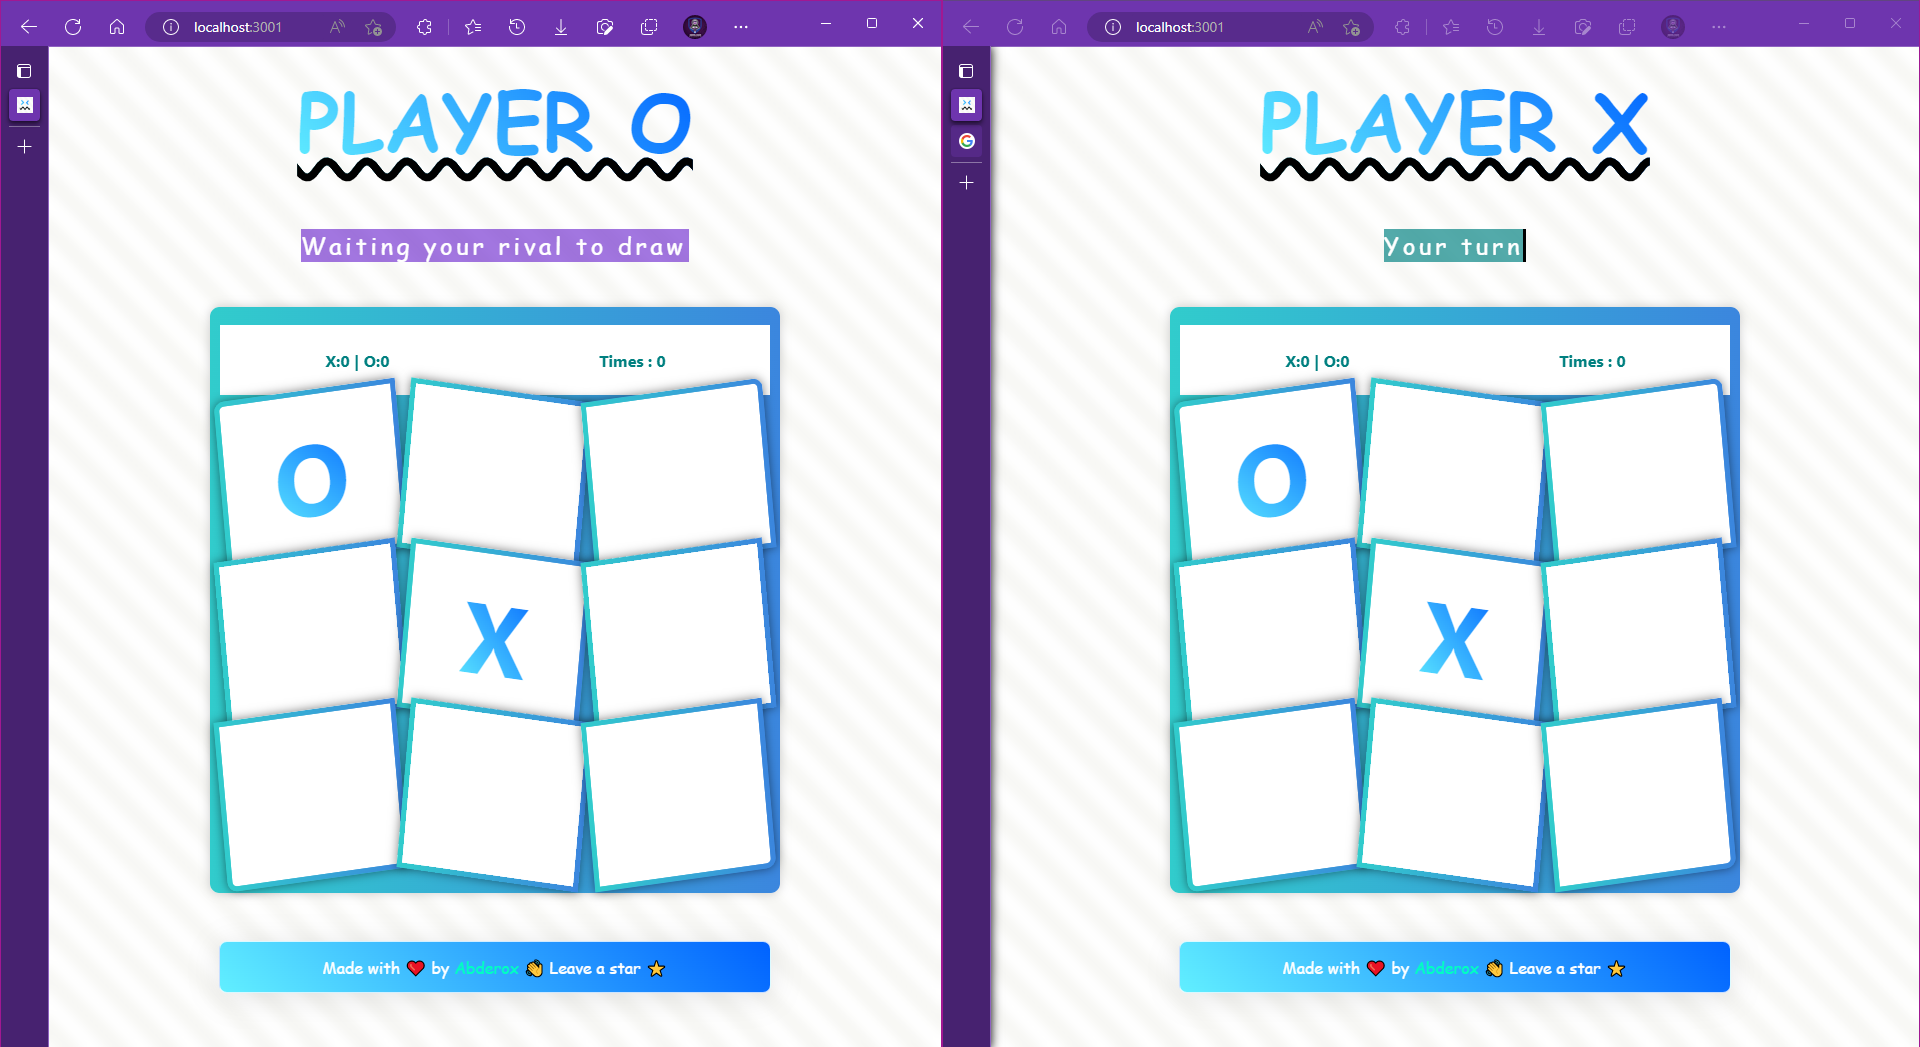 localhost:3001
PLAYER O
Waiting your rival to draw
X:0 | O:0
Times : 0
O
X
Made with ❤️ by Abderox 👏 Leave a star ⭐
localhost:3001
PLAYER X
Your turn
X:0 | O:0
Times : 0
O
X
Made with ❤️ by Abderox 👏 Leave a star ⭐